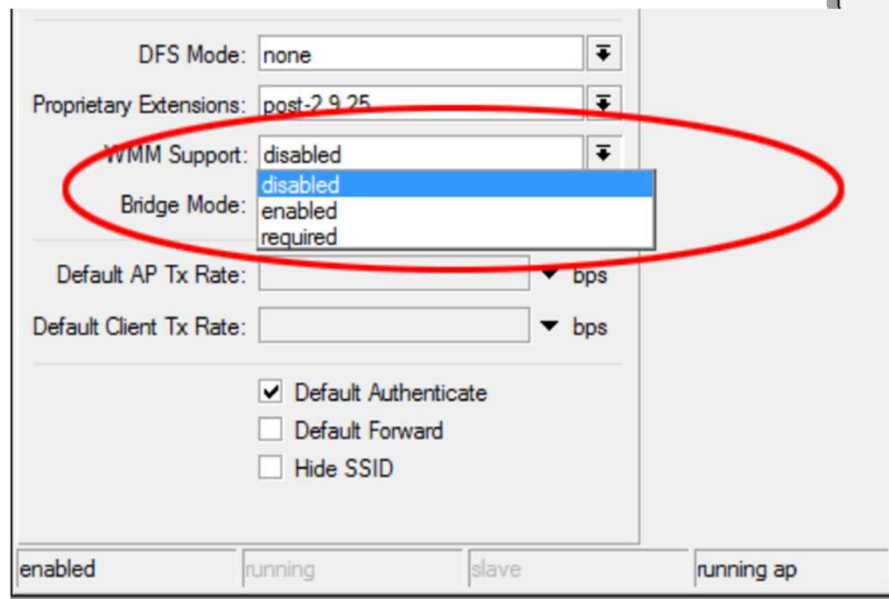 DFS Mode: none
Proprietary Extensions: post-2.9.25
WMM Support: disabled
disabled
Bridge Mode: enabled
required
Default AP Tx Rate: bps
Default Client Tx Rate: bps
Default Authenticate
Default Forward
Hide SSID
enabled running slave running ap